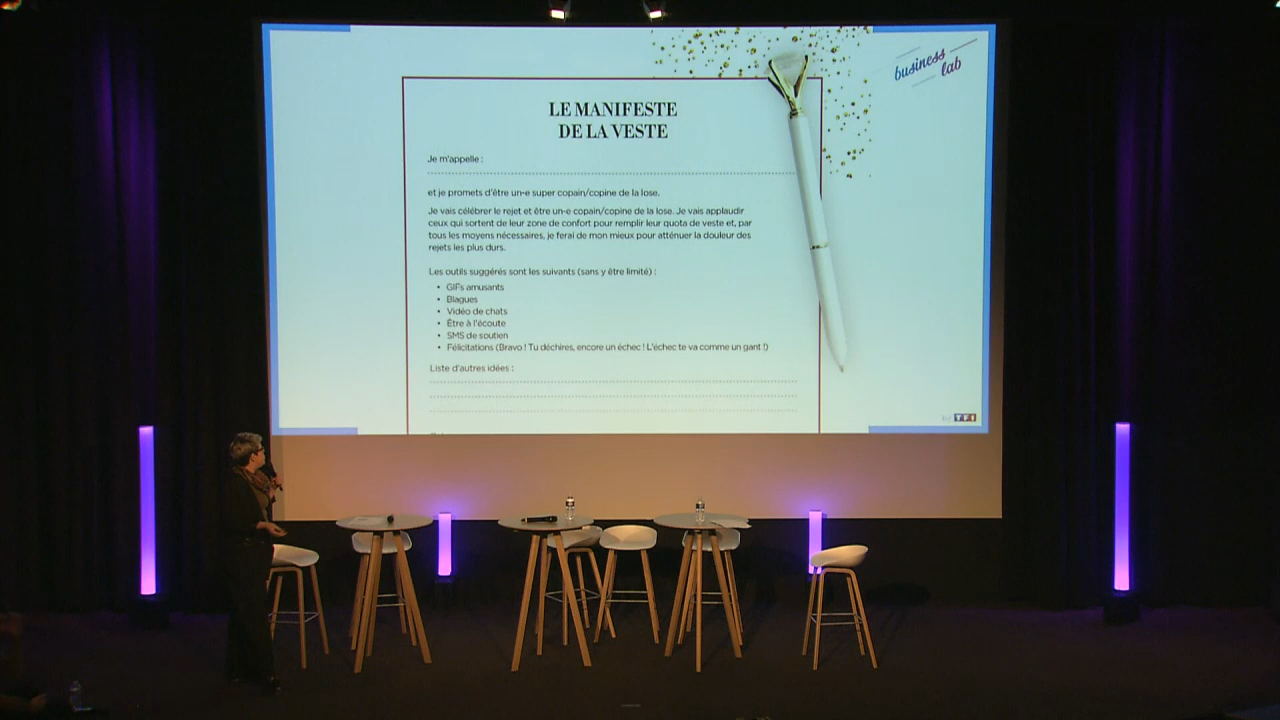 business
lab
LE MANIFESTE
DE LA VESTE
Je m'appelle :
et je promets d'être un·e super copain/copine de la lose.
Je vais célébrer le rejet et être un·e copain/copine de la lose. Je vais applaudir
ceux qui sortent de leur zone de confort pour remplir leur quota de veste et, par
tous les moyens nécessaires, je ferai de mon mieux pour atténuer la douleur des
rejets les plus durs.
Les outils suggérés sont les suivants (sans y être limité) :
• GIFs amusants
• Blagues
• Vidéo de chats
• Être à l'écoute
• SMS de soutien
• Félicitations (Bravo ! Tu déchires, encore un échec ! L'échec te va comme un gant !)
Liste d'autres idées :
by TF1